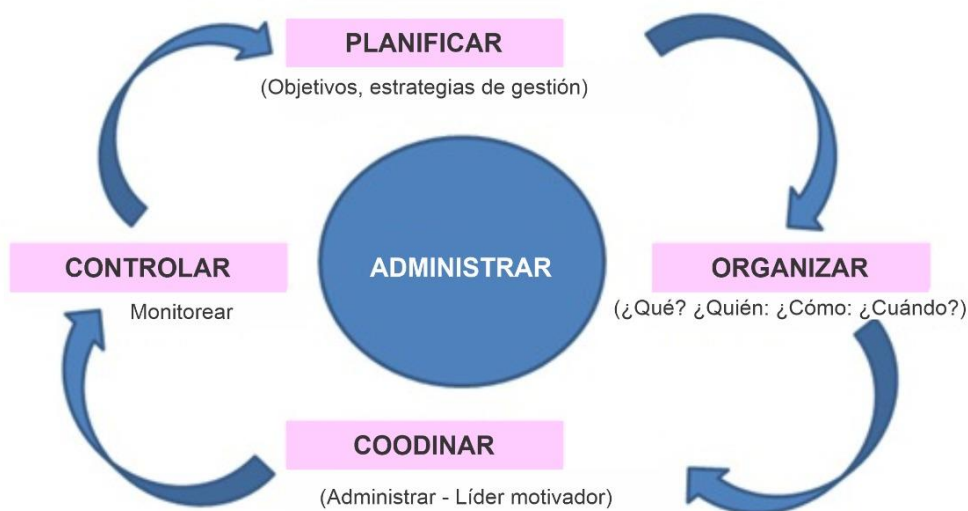 PLANIFICAR
(Objetivos, estrategias de gestión)
CONTROLAR
Monitorear
ADMINISTRAR
ORGANIZAR
(¿Qué? ¿Quién: ¿Cómo: ¿Cuándo?)
COODINAR
(Administrar - Líder motivador)